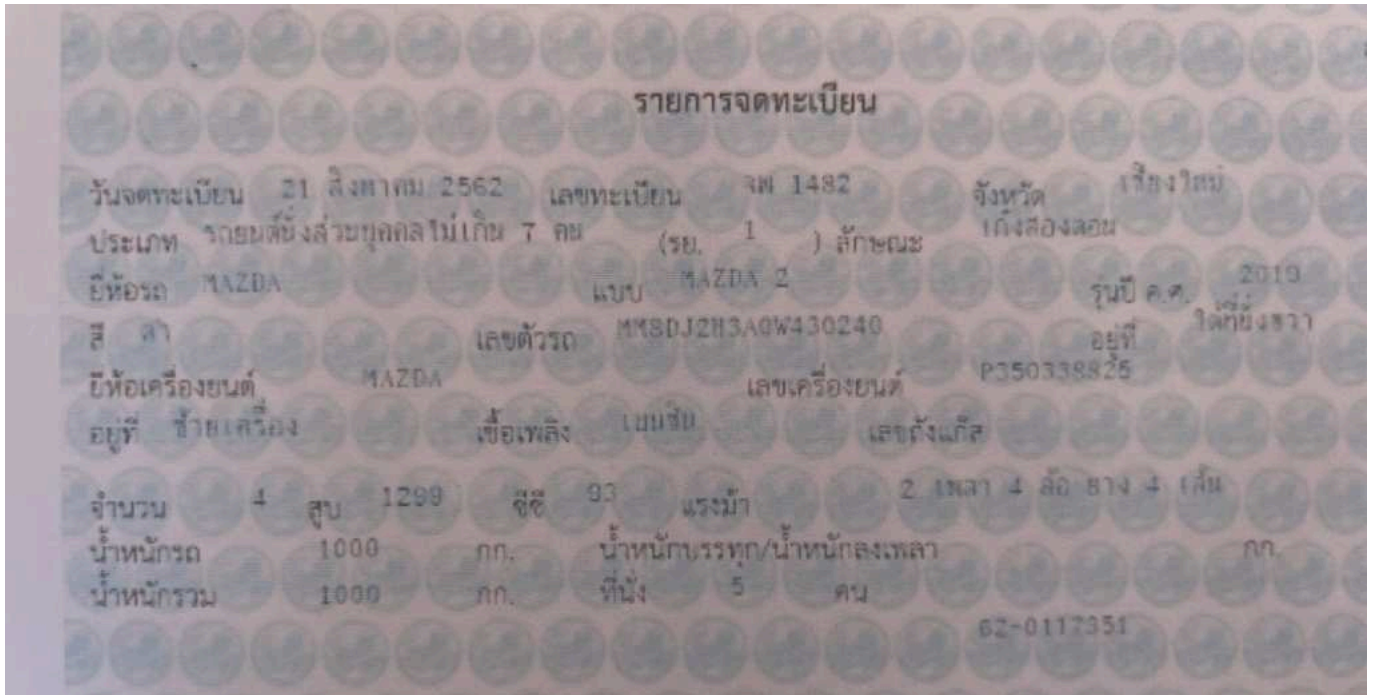 รายการจดทะเบียน
วันจดทะเบียน 21 สิงหาคม 2562 เลขทะเบียน 1482 จังหวัด เชียงใหม่
ประเภท รถยนต์นั่งส่วนบุคคลไม่เกิน 7 คน (รย. 1 ) ลักษณะ เก๋งสองตอน
ยี่ห้อรถ MAZDA แบบ MAZDA 2 รุ่นปี ค.ศ. 2019
สี เลขตัวรถ อยู่ที่ ใต้ที่นั่งขวา
ยี่ห้อเครื่องยนต์ MAZDA เลขเครื่องยนต์
อยู่ที่ ซ้ายเครื่อง เชื้อเพลิง เบนซิน เลขถังแก๊ส
จำนวน 4 สูบ 1299 ซีซี 93 แรงม้า 2 เพลา 4 ล้อ ยาง 4 เส้น
น้ำหนักรถ 1000 กก. น้ำหนักบรรทุก/น้ำหนักลงเพลา กก.
น้ำหนักรวม 1000 กก. ที่นั่ง 5 คน
62-0117351